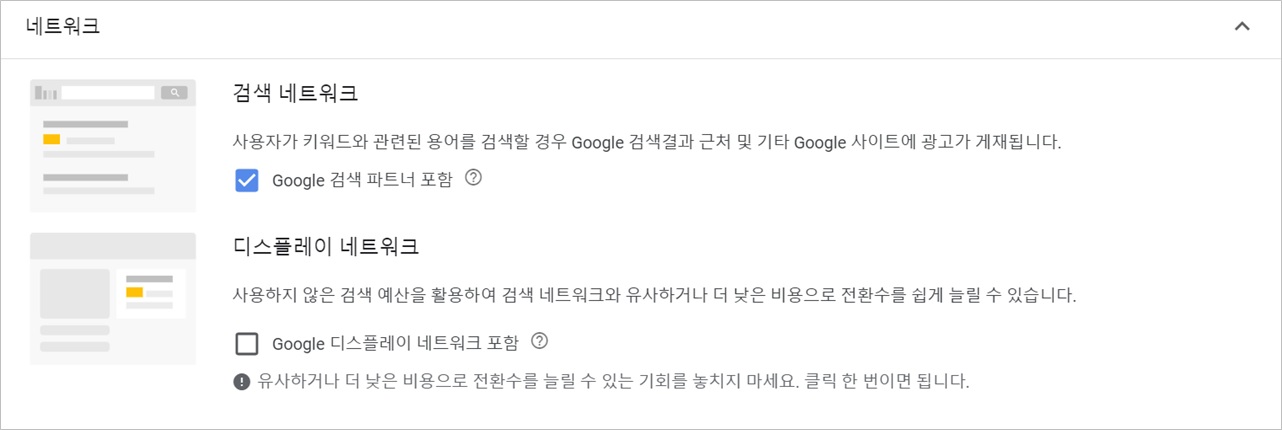 네트워크
검색 네트워크
사용자가 키워드와 관련된 용어를 검색할 경우 Google 검색결과 근처 및 기타 Google 사이트에 광고가 게재됩니다.
Google 검색 파트너 포함
디스플레이 네트워크
사용하지 않은 검색 예산을 활용하여 검색 네트워크와 유사하거나 더 낮은 비용으로 전환수를 쉽게 늘릴 수 있습니다.
Google 디스플레이 네트워크 포함
유사하거나 더 낮은 비용으로 전환수를 늘릴 수 있는 기회를 놓치지 마세요. 클릭 한 번이면 됩니다.